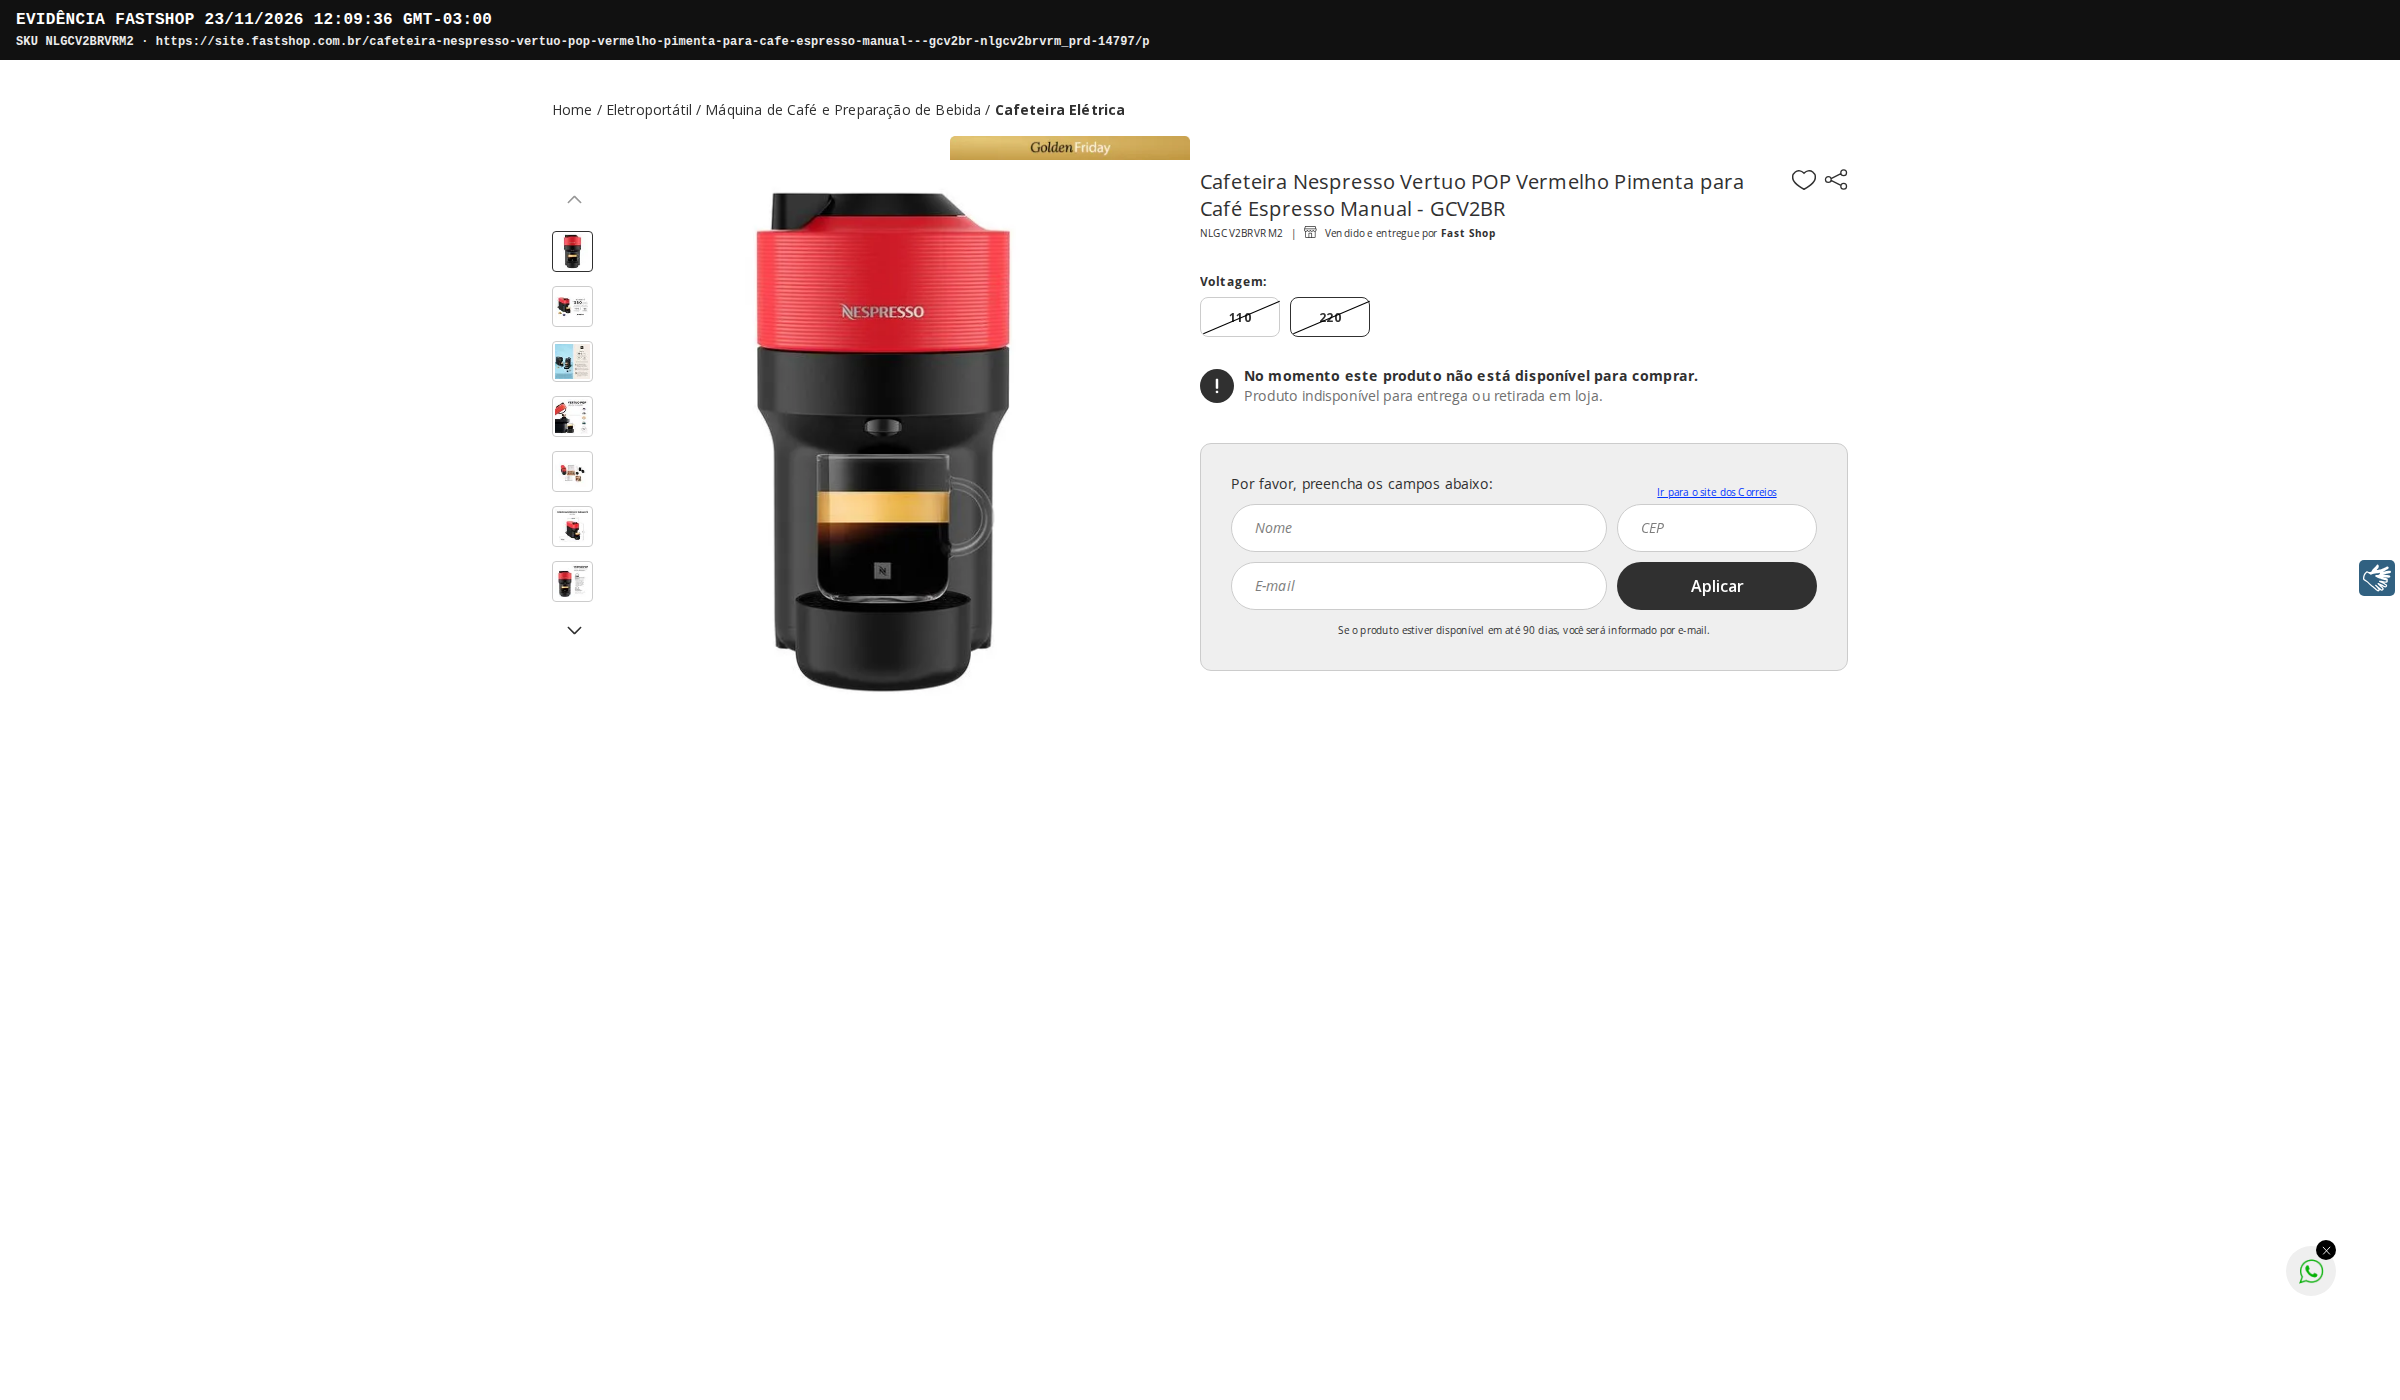 EVIDÊNCIA FASTSHOP 23/11/2026 12:09:36 GMT-03:00
SKU NLGCV2BRVRM2 · https://site.fastshop.com.br/cafeteira-nespresso-vertuo-pop-vermelho-pimenta-para-cafe-espresso-manual---gcv2br-nlgcv2brvrm_prd-14797/p
Home / Eletroportátil / Máquina de Café e Preparação de Bebida / Cafeteira Elétrica
Golden Friday
Cafeteira Nespresso Vertuo POP Vermelho Pimenta para
Café Espresso Manual - GCV2BR
NLGCV2BRVRM2 | Vendido e entregue por Fast Shop
Voltagem:
110 220
NESPRESSO
No momento este produto não está disponível para comprar.
Produto indisponível para entrega ou retirada em loja.
Por favor, preencha os campos abaixo:
Ir para o site dos Correios
Nome
CEP
E-mail
Aplicar
Se o produto estiver disponível em até 90 dias, você será informado por e-mail.